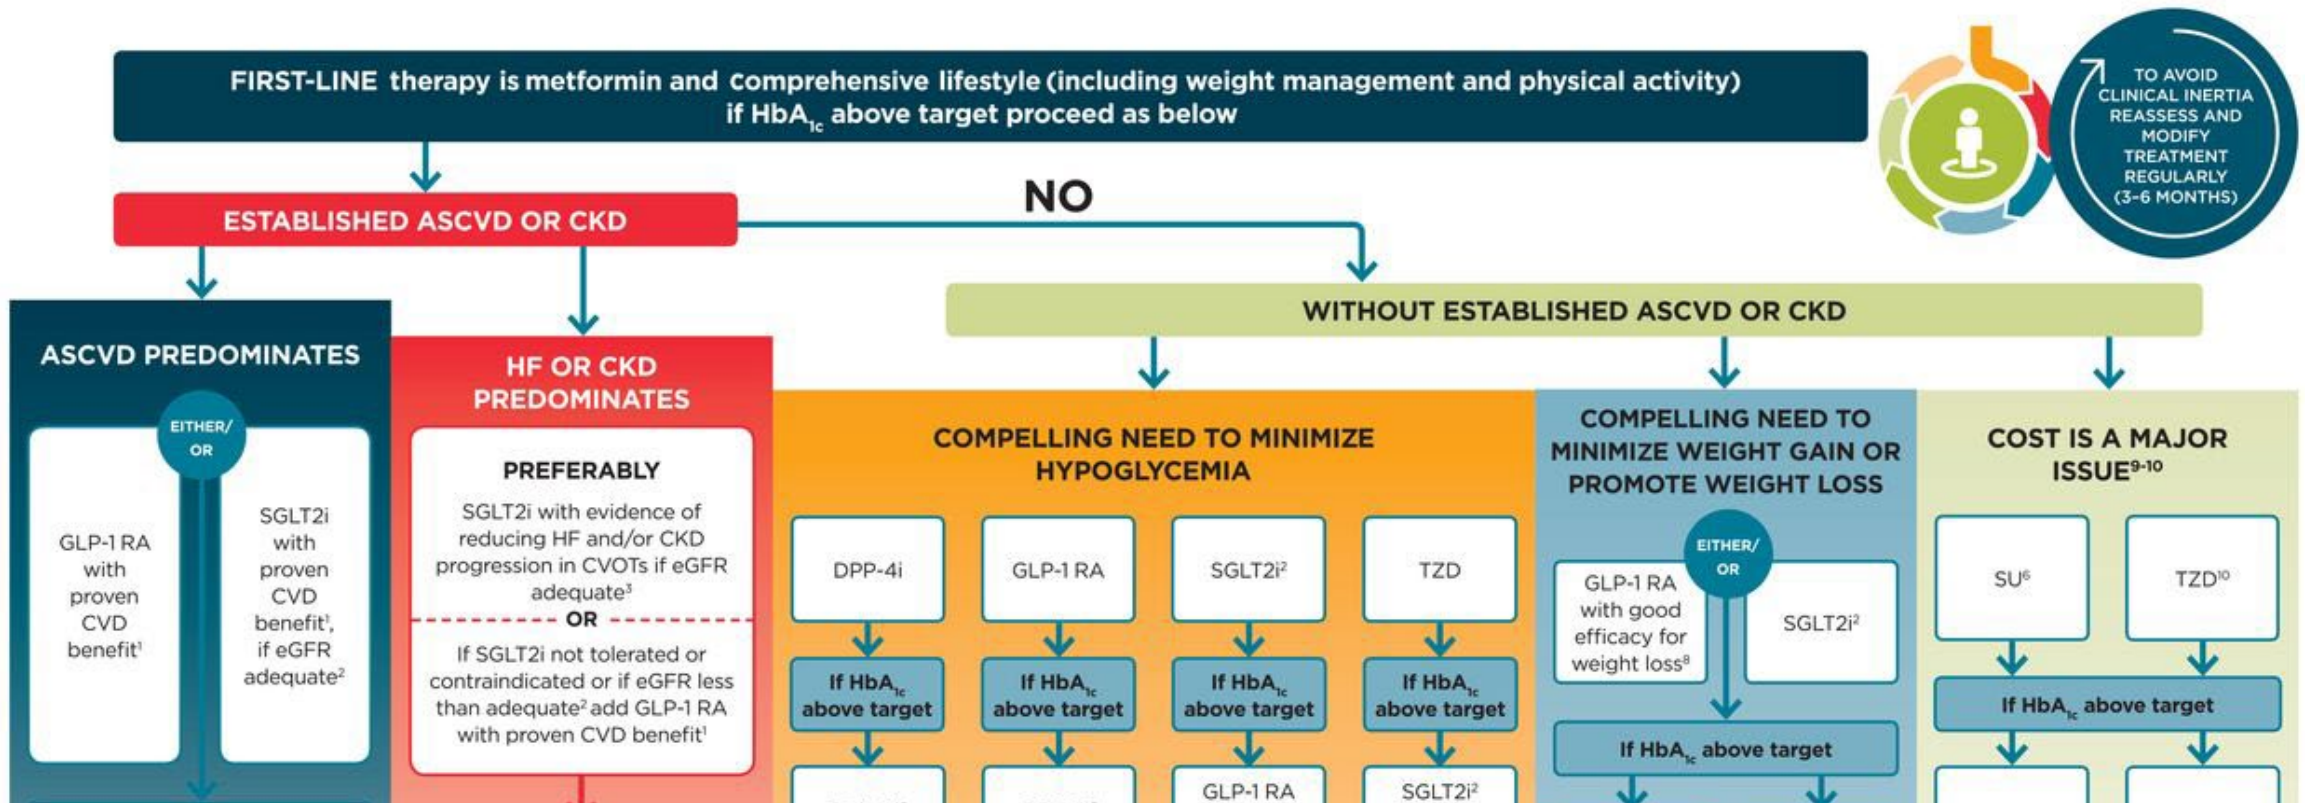 FIRST-LINE therapy is metformin and comprehensive lifestyle (including weight management and physical activity)
if HbA1c above target proceed as below
TO AVOID
CLINICAL INERTIA
REASSESS AND
MODIFY
TREATMENT
REGULARLY
(3-6 MONTHS)
NO
ESTABLISHED ASCVD OR CKD
WITHOUT ESTABLISHED ASCVD OR CKD
ASCVD PREDOMINATES
EITHER/
OR
GLP-1 RA
with
proven
CVD
benefit¹
SGLT2i
with
proven
CVD
benefit¹,
if eGFR
adequate²
HF OR CKD
PREDOMINATES
PREFERABLY
SGLT2i with evidence of
reducing HF and/or CKD
progression in CVOTs if eGFR
adequate³
OR
If SGLT2i not tolerated or
contraindicated or if eGFR less
than adequate² add GLP-1 RA
with proven CVD benefit¹
COMPELLING NEED TO MINIMIZE
HYPOGLYCEMIA
DPP-4i
If HbA1c
above target
GLP-1 RA
If HbA1c
above target
SGLT2i²
If HbA1c
above target
GLP-1 RA
TZD
If HbA1c
above target
SGLT2i²
COMPELLING NEED TO
MINIMIZE WEIGHT GAIN OR
PROMOTE WEIGHT LOSS
EITHER/
OR
GLP-1 RA
with good
efficacy for
weight loss⁸
SGLT2i²
If HbA1c above target
COST IS A MAJOR
ISSUE⁹⁻¹⁰
SU⁶
TZD¹⁰
If HbA1c above target